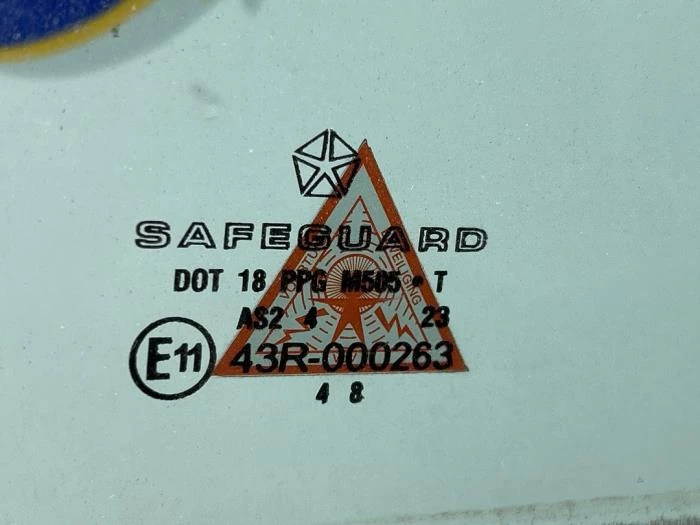 SAFEGUARD
DOT 18 PPG M505 • T
AS2 4 23
E11 43R-000263
4 8